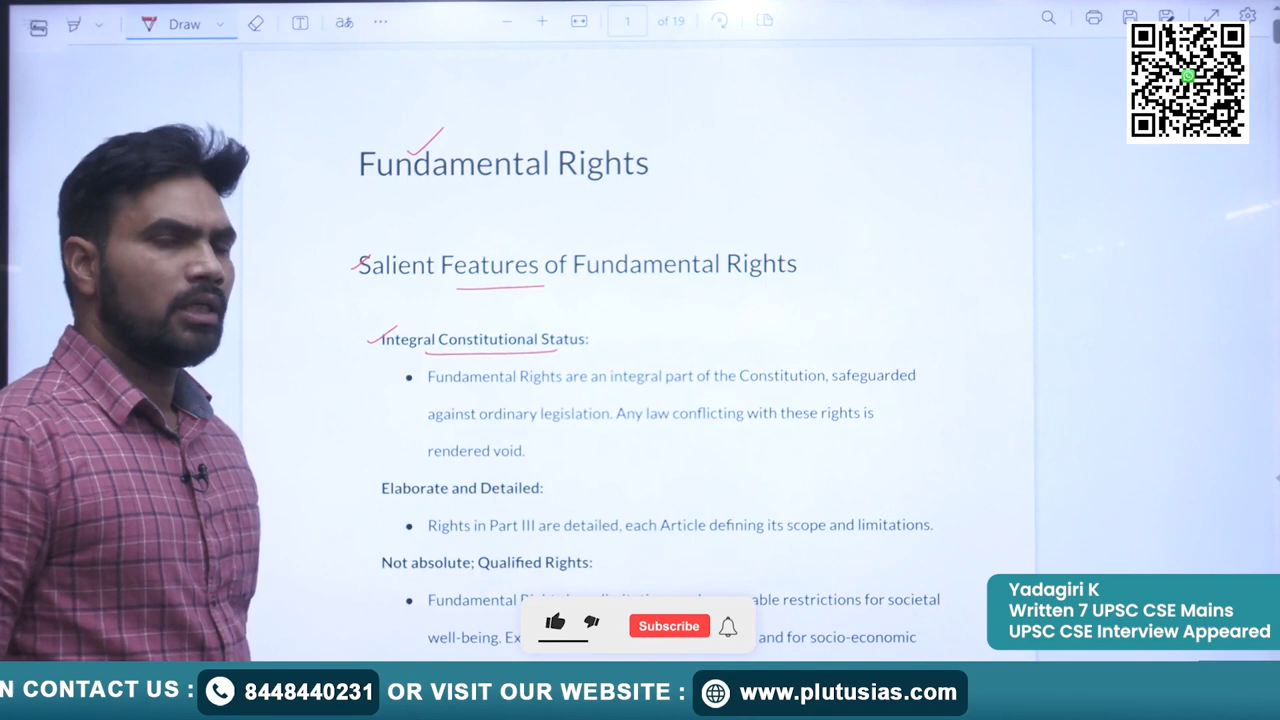 Draw
aあ
1 of 19
Fundamental Rights
Salient Features of Fundamental Rights
Integral Constitutional Status:
• Fundamental Rights are an integral part of the Constitution, safeguarded
against ordinary legislation. Any law conflicting with these rights is
rendered void.
Elaborate and Detailed:
• Rights in Part III are detailed, each Article defining its scope and limitations.
Not absolute; Qualified Rights:
• Fundamental able restrictions for societal
well-being. and for socio-economic
Subscribe
Yadagiri K
Written 7 UPSC CSE Mains
UPSC CSE Interview Appeared
N CONTACT US : 8448440231 OR VISIT OUR WEBSITE : www.plutusias.com